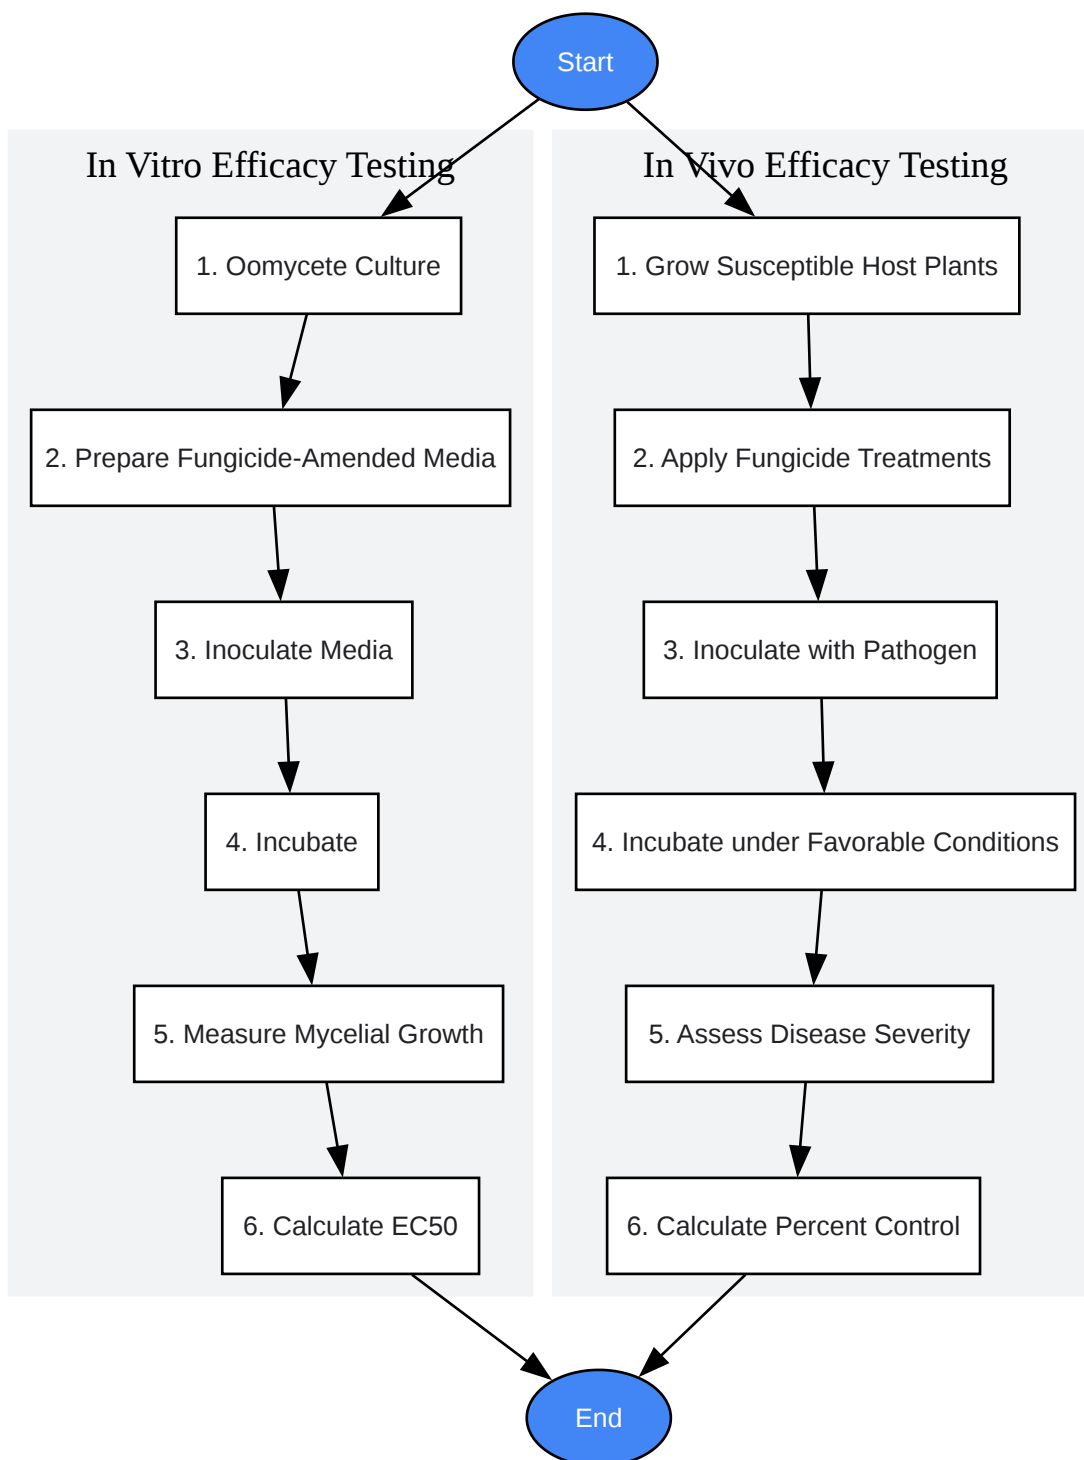 Start
In Vitro Efficacy Testing
1. Oomycete Culture
2. Prepare Fungicide-Amended Media
3. Inoculate Media
4. Incubate
5. Measure Mycelial Growth
6. Calculate EC50
In Vivo Efficacy Testing
1. Grow Susceptible Host Plants
2. Apply Fungicide Treatments
3. Inoculate with Pathogen
4. Incubate under Favorable Conditions
5. Assess Disease Severity
6. Calculate Percent Control
End